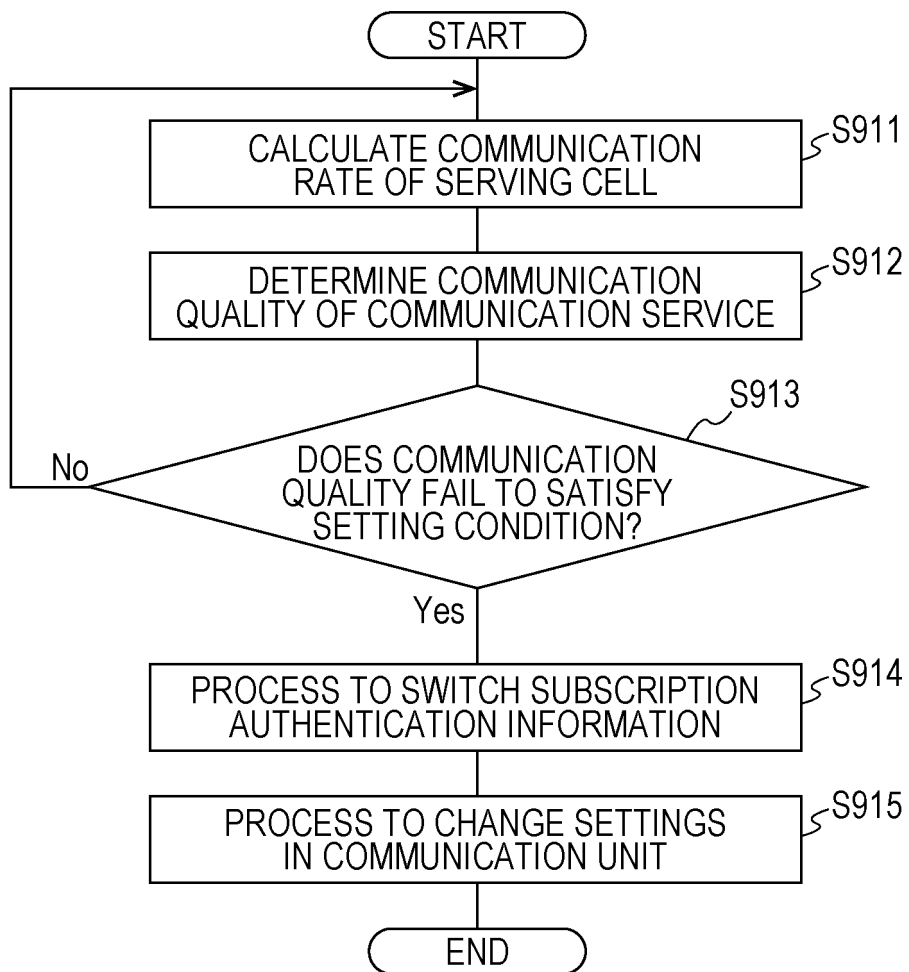 START
CALCULATE COMMUNICATION
RATE OF SERVING CELL
S911
DETERMINE COMMUNICATION
QUALITY OF COMMUNICATION SERVICE
S912
DOES COMMUNICATION
QUALITY FAIL TO SATISFY
SETTING CONDITION?
S913
No
Yes
PROCESS TO SWITCH SUBSCRIPTION
AUTHENTICATION INFORMATION
S914
PROCESS TO CHANGE SETTINGS
IN COMMUNICATION UNIT
S915
END